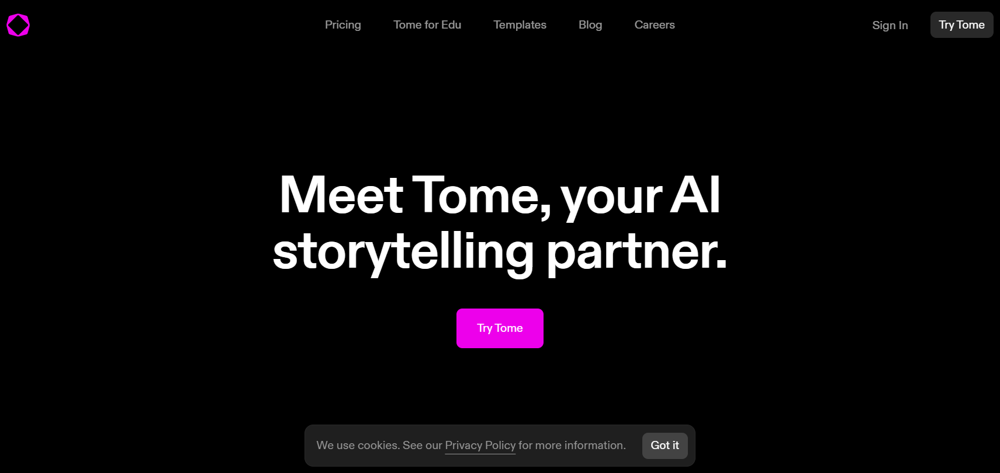 Pricing
Tome for Edu
Templates
Blog
Careers
Sign In
Try Tome
Meet Tome, your AI
storytelling partner.
Try Tome
We use cookies. See our Privacy Policy for more information.
Got it